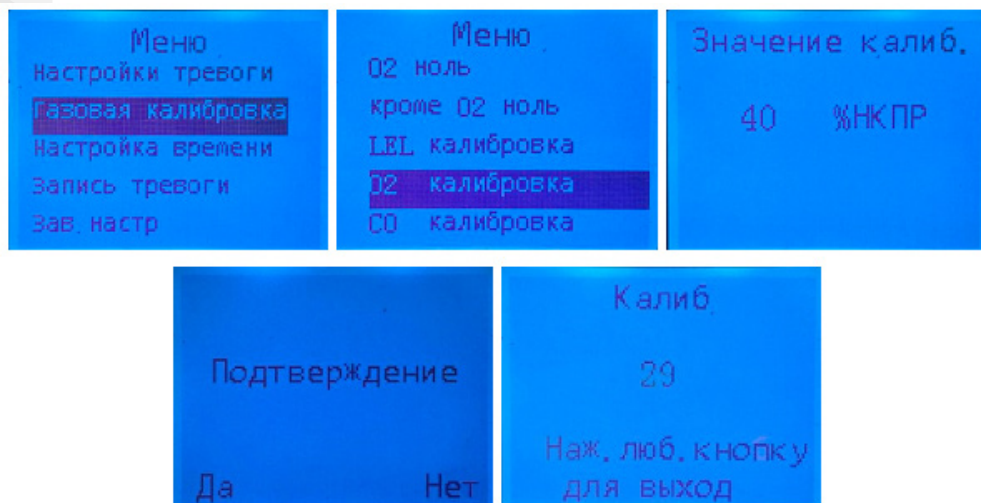 Меню
Настройки тревоги
Газовая калибровка
Настройка времени
Запись тревоги
Зав.настр
Меню
O2 ноль
кроме O2 ноль
LEL калибровка
O2 калибровка
CO калибровка
Значение калиб.
40 %НКПР
Подтверждение
Да Нет
Калиб
29
Наж.люб.кнопку
для выход